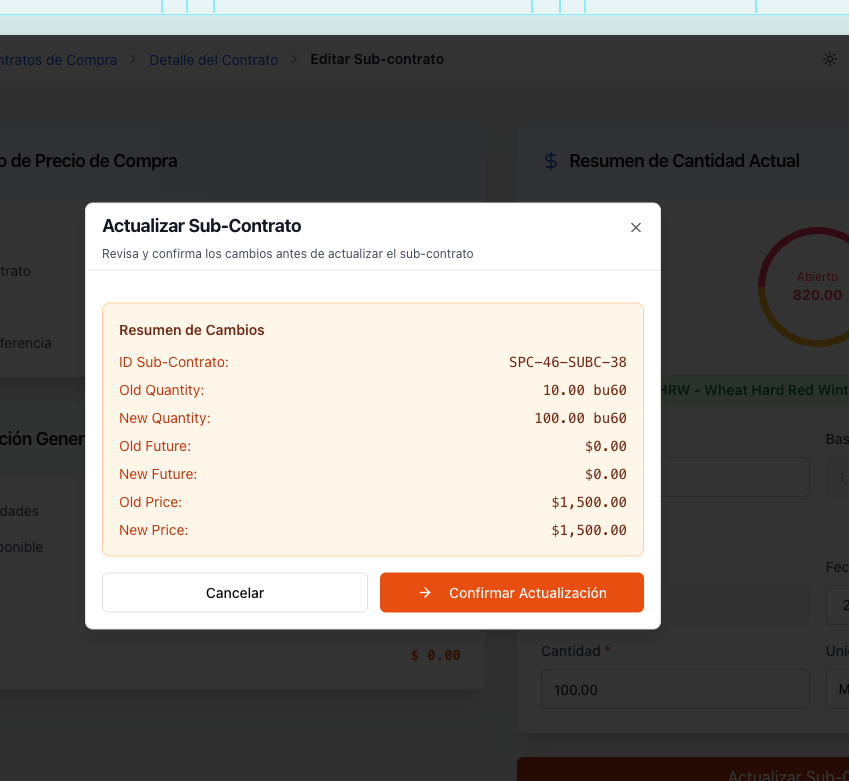 ntratos de Compra > Detalle del Contrato > Editar Sub-contrato
o de Precio de Compra
$ Resumen de Cantidad Actual
Actualizar Sub-Contrato
Revisa y confirma los cambios antes de actualizar el sub-contrato
trato
Abierto
820.00
ferencia
Resumen de Cambios
ID Sub-Contrato: SPC-46-SUBC-38
Old Quantity: 10.00 bu60
New Quantity: 100.00 bu60
Old Future: $0.00
New Future: $0.00
Old Price: $1,500.00
New Price: $1,500.00
HRW - Wheat Hard Red Wint
ción Gener
Bas
1,
dades
ponible
Fec
2
Cancelar
→ Confirmar Actualización
$ 0.00
Cantidad *
Uni
100.00
M
Actualizar Sub-C